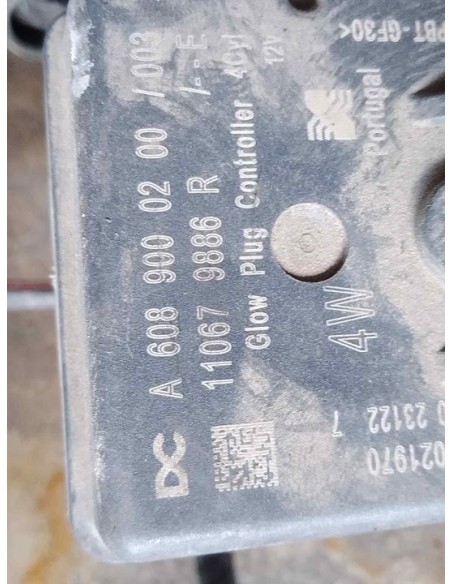 DC A 608 900 02 00 /003
11067 9886 R /--E
Glow Plug Controller 4Cyl 12V
4W Portugal
PBT-GF30<
23122
7
021970